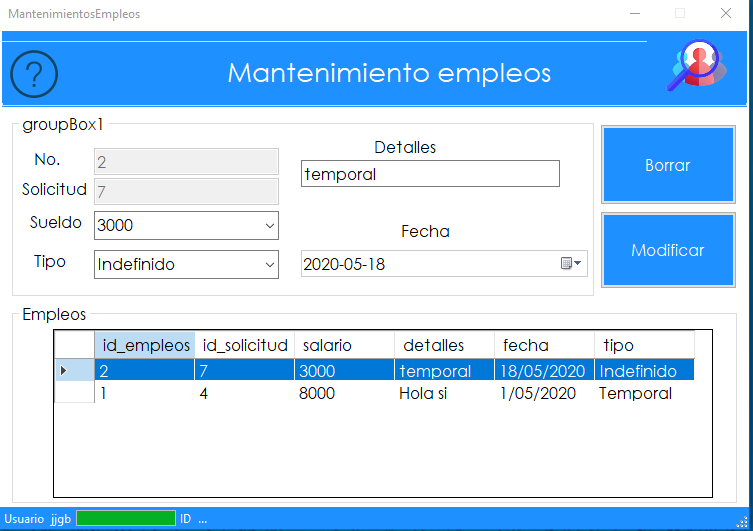 MantenimientosEmpleos
?
Mantenimiento empleos
groupBox1
No. 2
Solicitud 7
Sueldo 3000
Tipo Indefinido
Detalles
temporal
Fecha
2020-05-18
Borrar
Modificar
Empleos
id_empleos id_solicitud salario detalles fecha tipo
2 7 3000 temporal 18/05/2020 Indefinido
1 4 8000 Hola si 1/05/2020 Temporal
Usuario jjgb ID ...